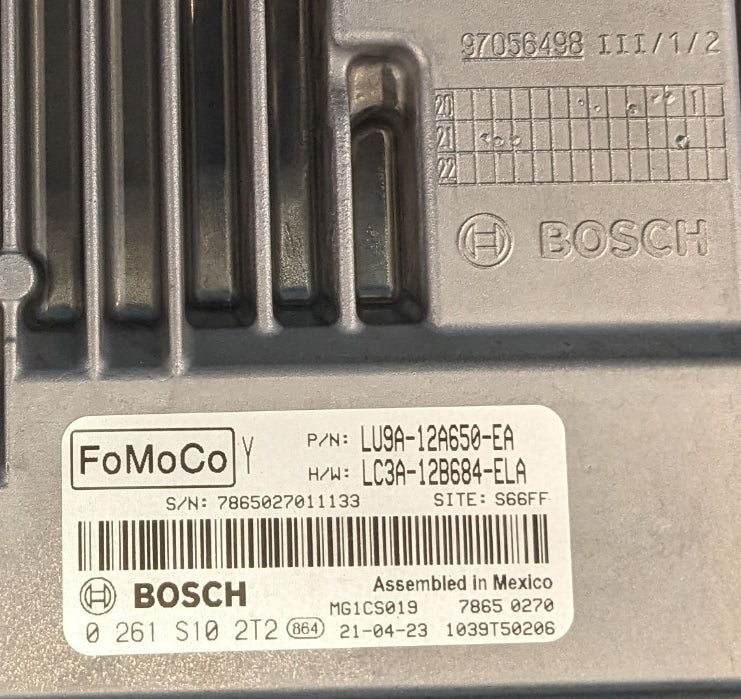 97056498 III/1/2
20 1
21
22
BOSCH
FoMoCo Y P/N: LU9A-12A650-EA
H/W: LC3A-12B684-ELA
S/N: 7865027011133 SITE: S66FF
BOSCH Assembled in Mexico
MG1CS019 7865 0270
0 261 S10 2T2 864 21-04-23 1039T50206